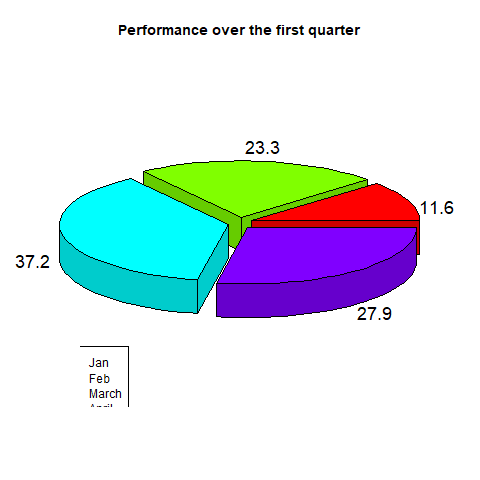 Performance over the first quarter
23.3
11.6
37.2
27.9
Jan
Feb
March